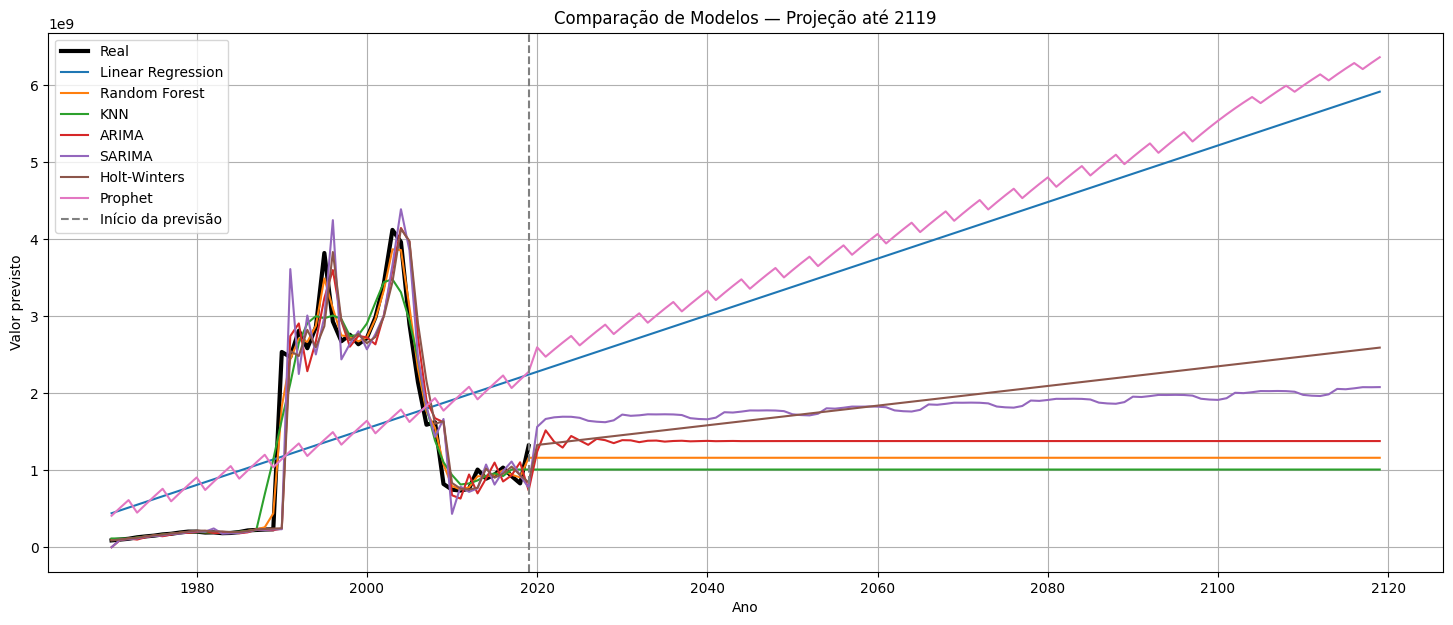 Comparação de Modelos — Projeção até 2119
1e9
Real
Linear Regression
Random Forest
KNN
ARIMA
SARIMA
Holt-Winters
Prophet
Início da previsão
6
5
4
3
2
1
0
Valor previsto
1980 2000 2020 2040 2060 2080 2100 2120
Ano